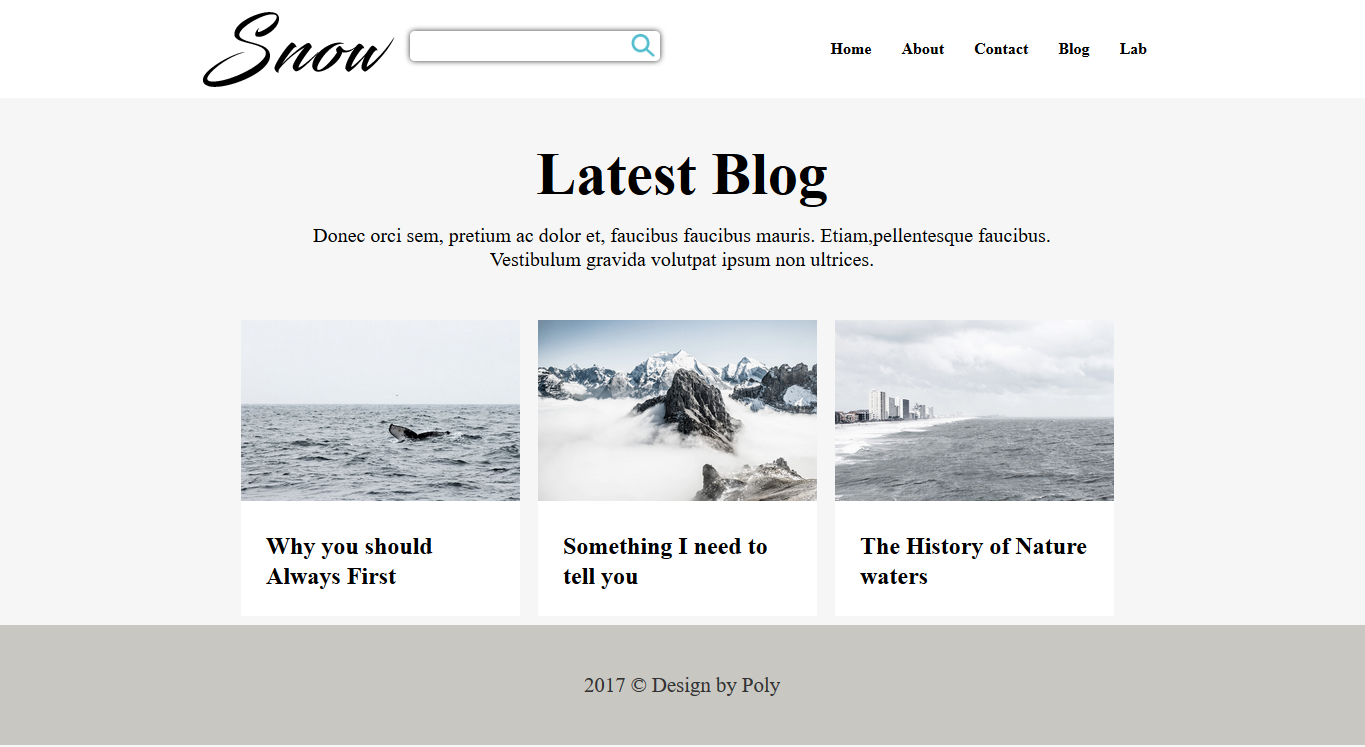 Snow
Home About Contact Blog Lab
Latest Blog
Donec orci sem, pretium ac dolor et, faucibus faucibus mauris. Etiam,pellentesque faucibus.
Vestibulum gravida volutpat ipsum non ultrices.
Why you should
Always First
Something I need to
tell you
The History of Nature
waters
2017 © Design by Poly